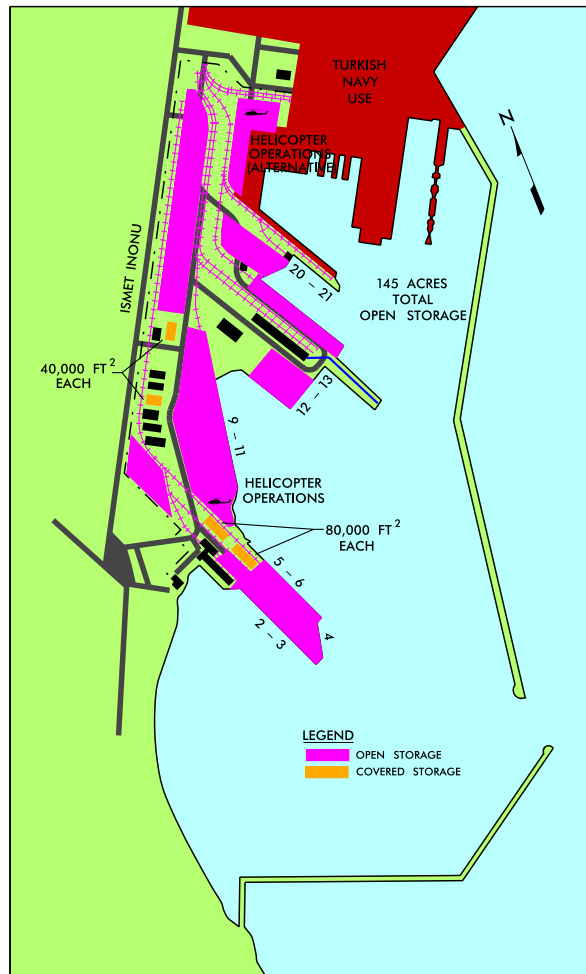 TURKISH
NAVY
USE
HELICOPTER
OPERATIONS
(ALTERNATIVE
N
ISMET INONU
20 – 21
145 ACRES
TOTAL
OPEN STORAGE
40,000 FT²
EACH
12 – 13
9 – 11
HELICOPTER
OPERATIONS
80,000 FT²
EACH
5 – 6
2 – 3
4
LEGEND
OPEN STORAGE
COVERED STORAGE